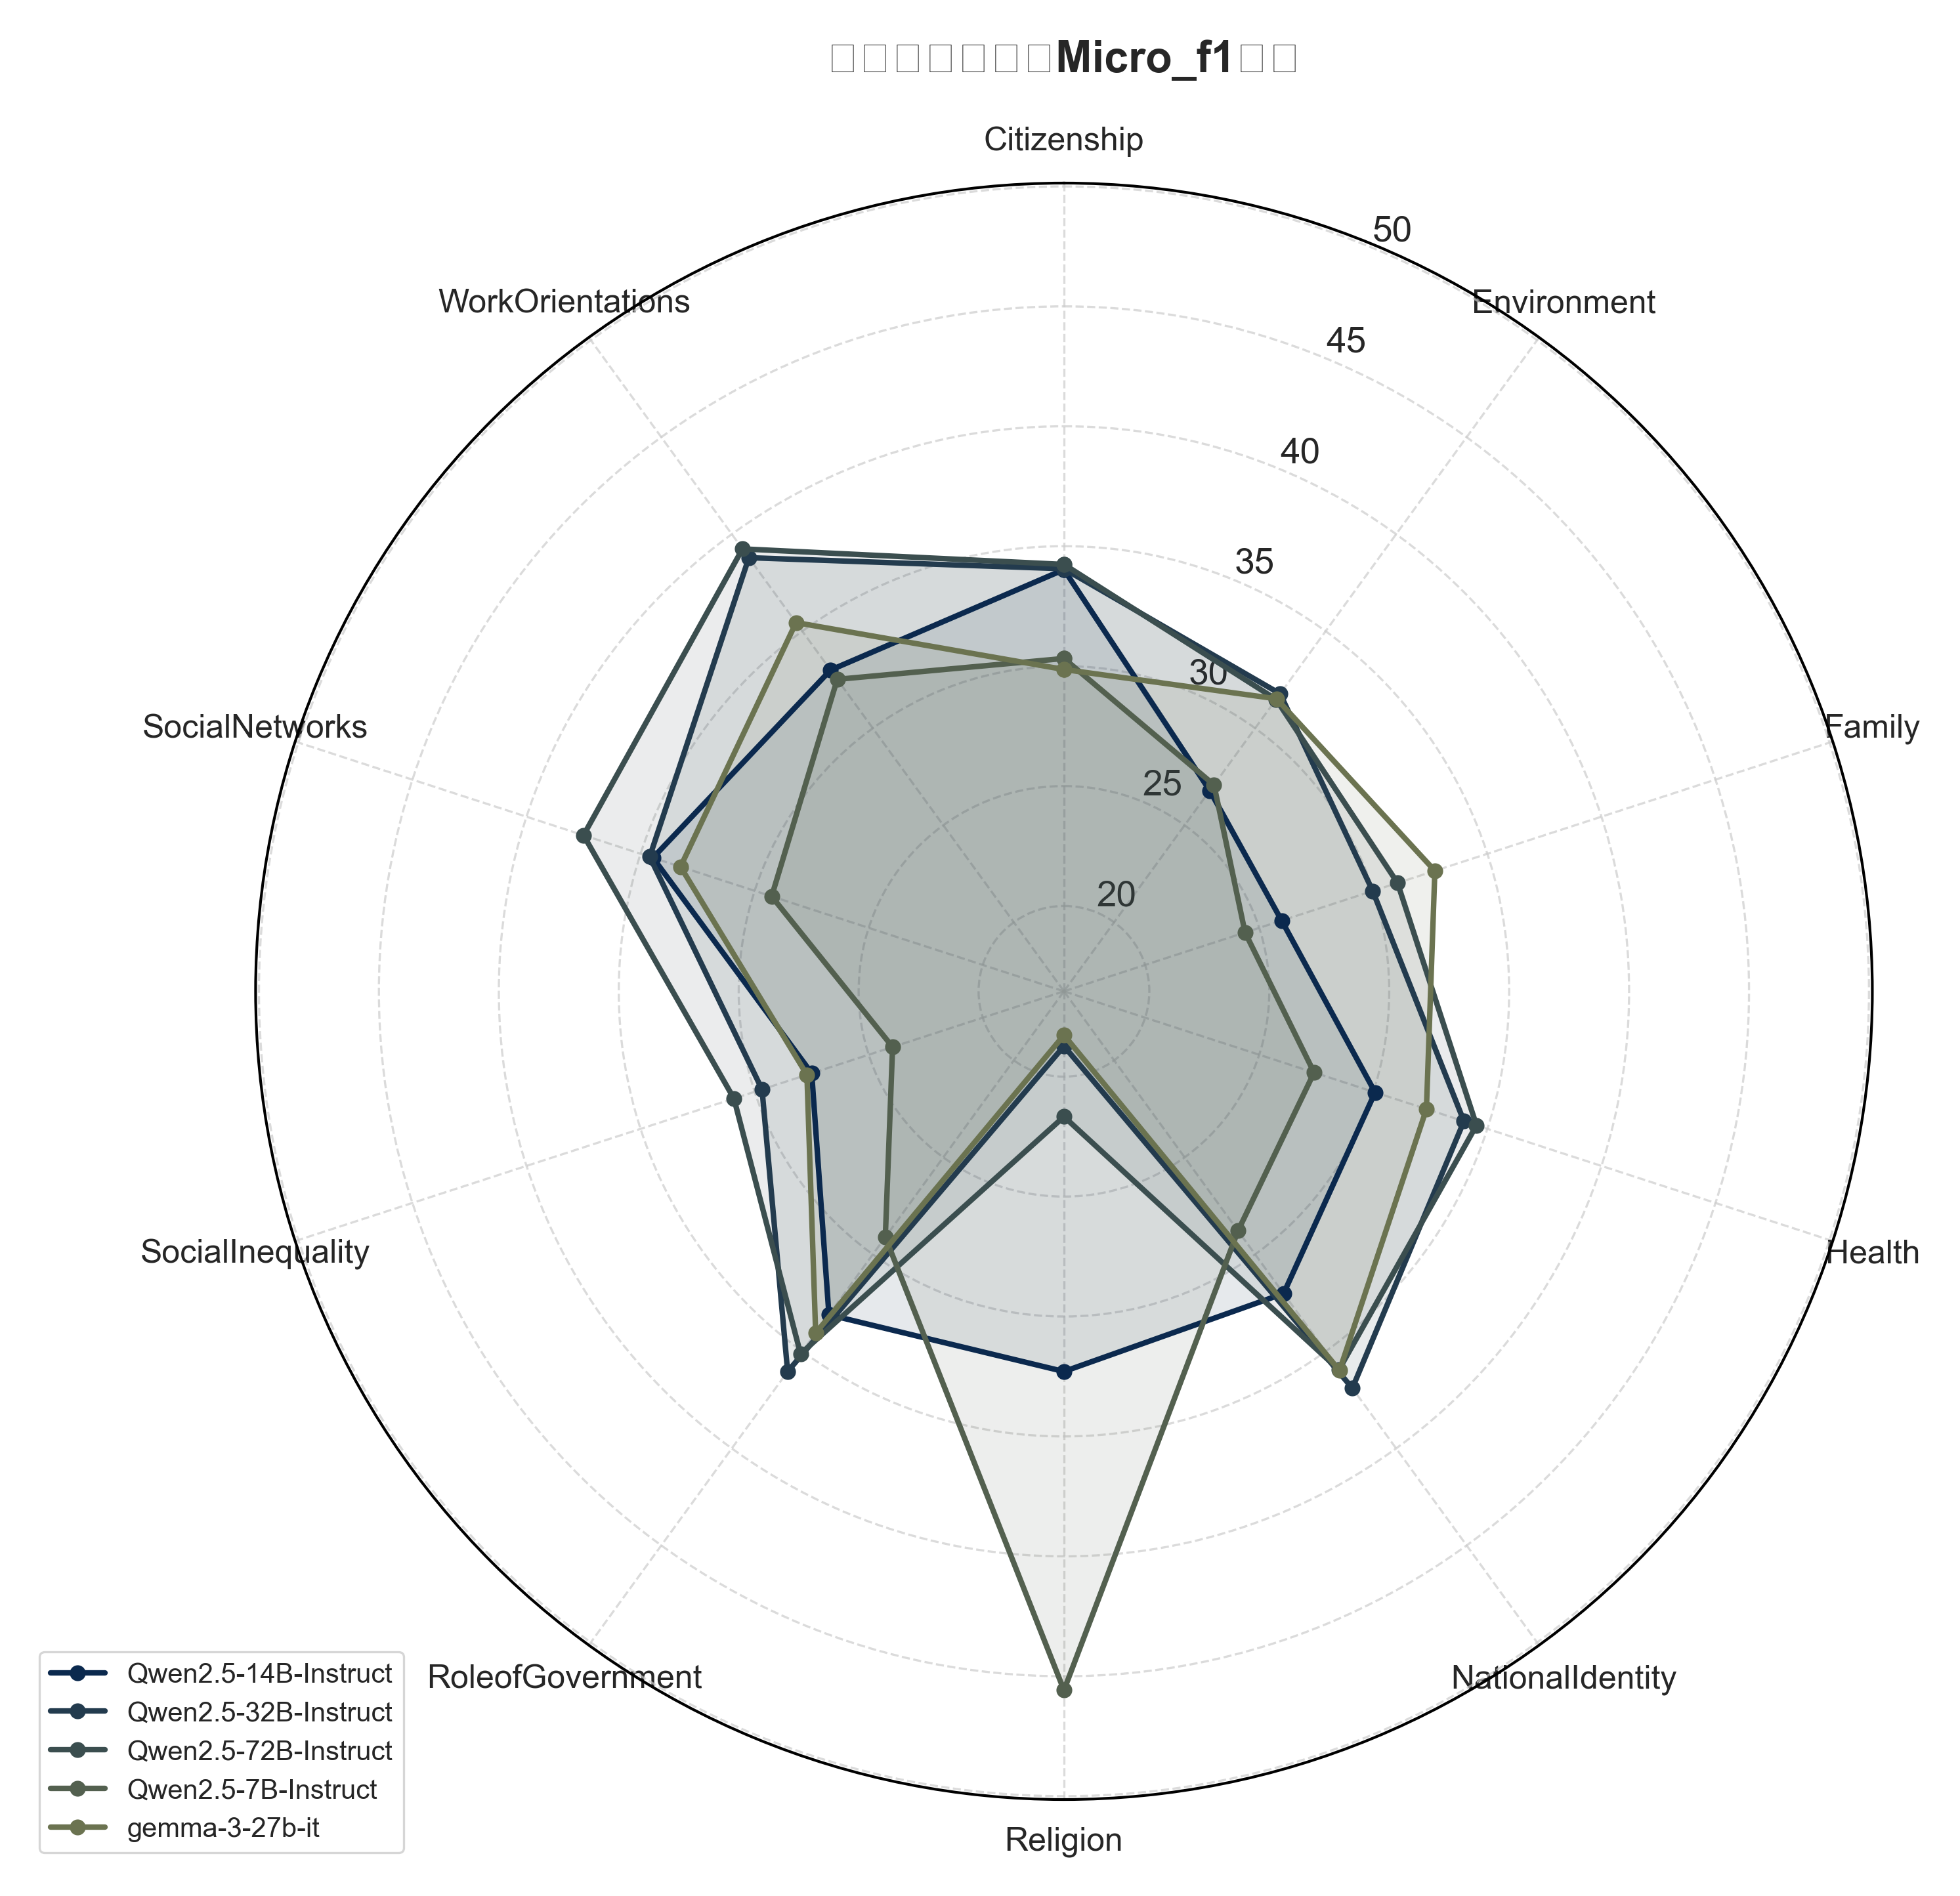 Micro_f1
Citizenship
50
Environment
45
WorkOrientations
40
35
30
Family
SocialNetworks
25
20
Health
SocialInequality
NationalIdentity
RoleofGovernment
Religion
Qwen2.5-14B-Instruct
Qwen2.5-32B-Instruct
Qwen2.5-72B-Instruct
Qwen2.5-7B-Instruct
gemma-3-27b-it